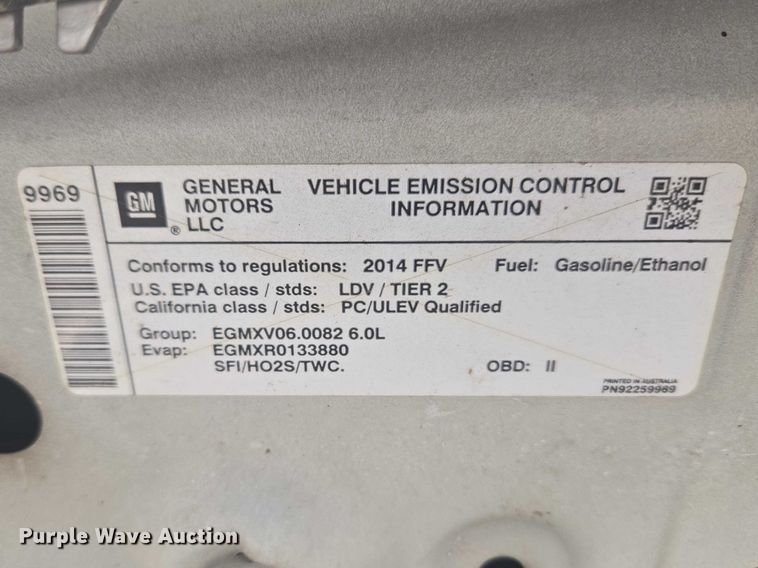 9969
GM ® GENERAL MOTORS LLC
VEHICLE EMISSION CONTROL
INFORMATION
Conforms to regulations: 2014 FFV Fuel: Gasoline/Ethanol
U.S. EPA class / stds: LDV / TIER 2
California class / stds: PC/ULEV Qualified
Group: EGMXV06.0082 6.0L
Evap: EGMXR0133880
SFI/HO2S/TWC. OBD: II
PRINTED IN AUSTRALIA
PN92259969
Purple Wave Auction